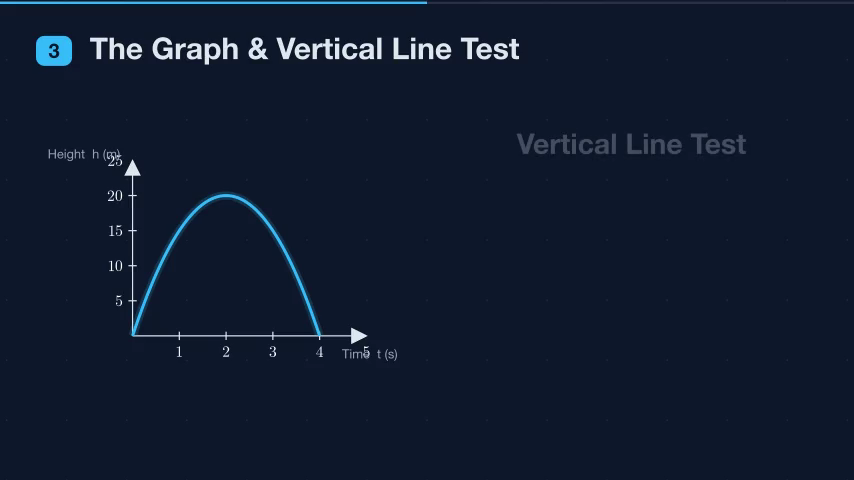 3 The Graph & Vertical Line Test
Vertical Line Test
Height h (m)
25
20
15
10
5
1 2 3 4 5
Time t (s)